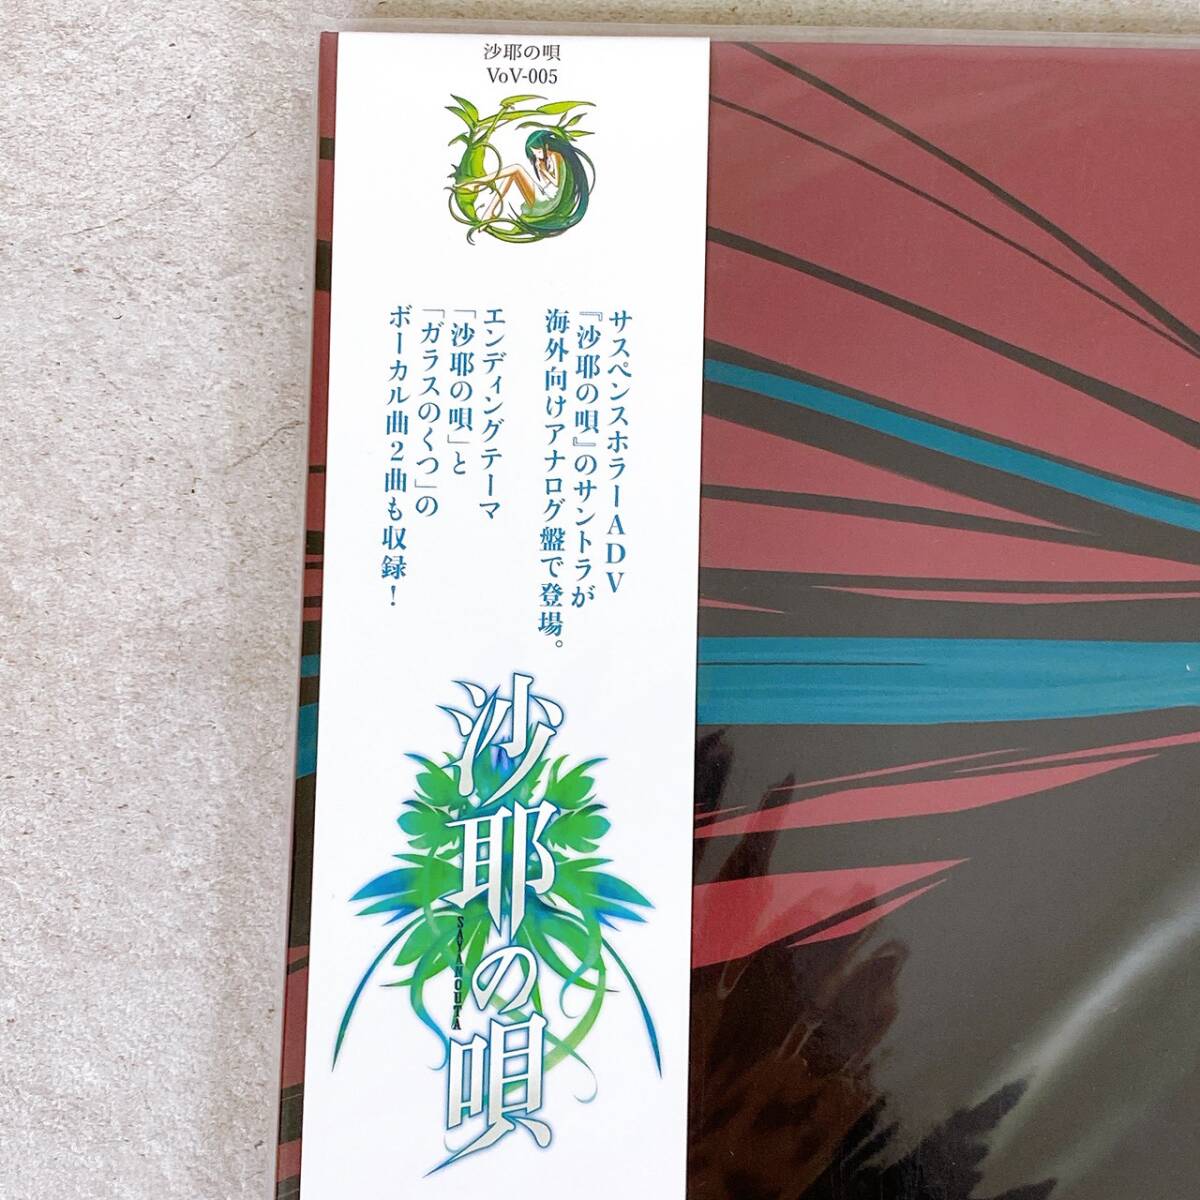 沙耶の唄
VoV-005
サスペンスホラーADV
『沙耶の唄』のサントラが
海外向けアナログ盤で登場。
エンディングテーマ
「沙耶の唄」と
「ガラスのくつ」の
ボーカル曲2曲も収録！
沙耶の唄
SAYANOUTA